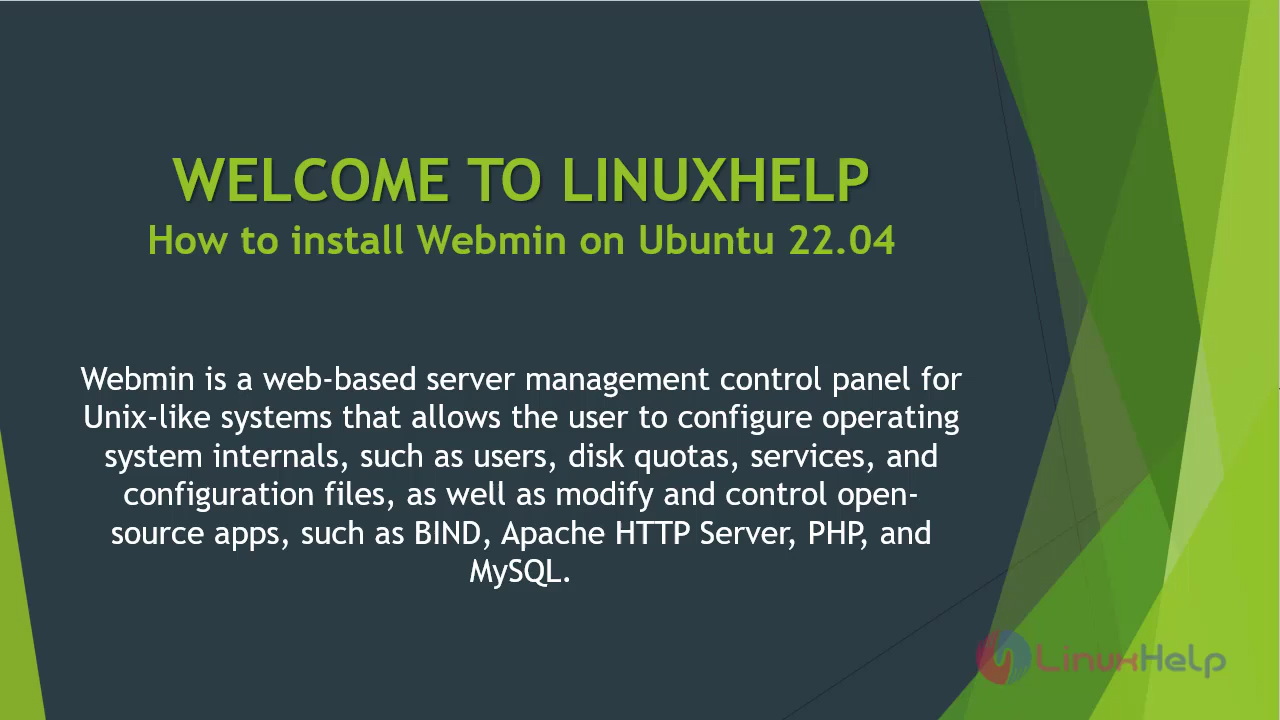 WELCOME TO LINUXHELP
How to install Webmin on Ubuntu 22.04
Webmin is a web-based server management control panel for
Unix-like systems that allows the user to configure operating
system internals, such as users, disk quotas, services, and
configuration files, as well as modify and control open-
source apps, such as BIND, Apache HTTP Server, PHP, and
MySQL.
LinuxHelp